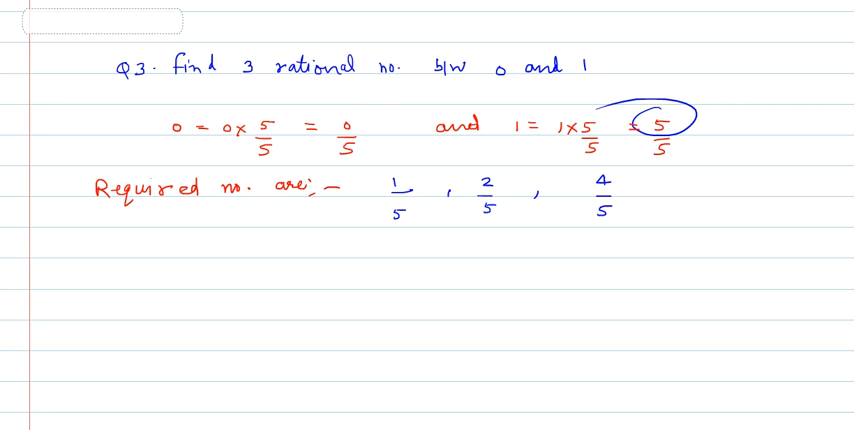 Q3. find 3 rational no. b/w 0 and 1
0 = 0 × 5/5 = 0/5 and 1 = 1 × 5/5 = 5/5
Required no. are:- 1/5, 2/5, 4/5